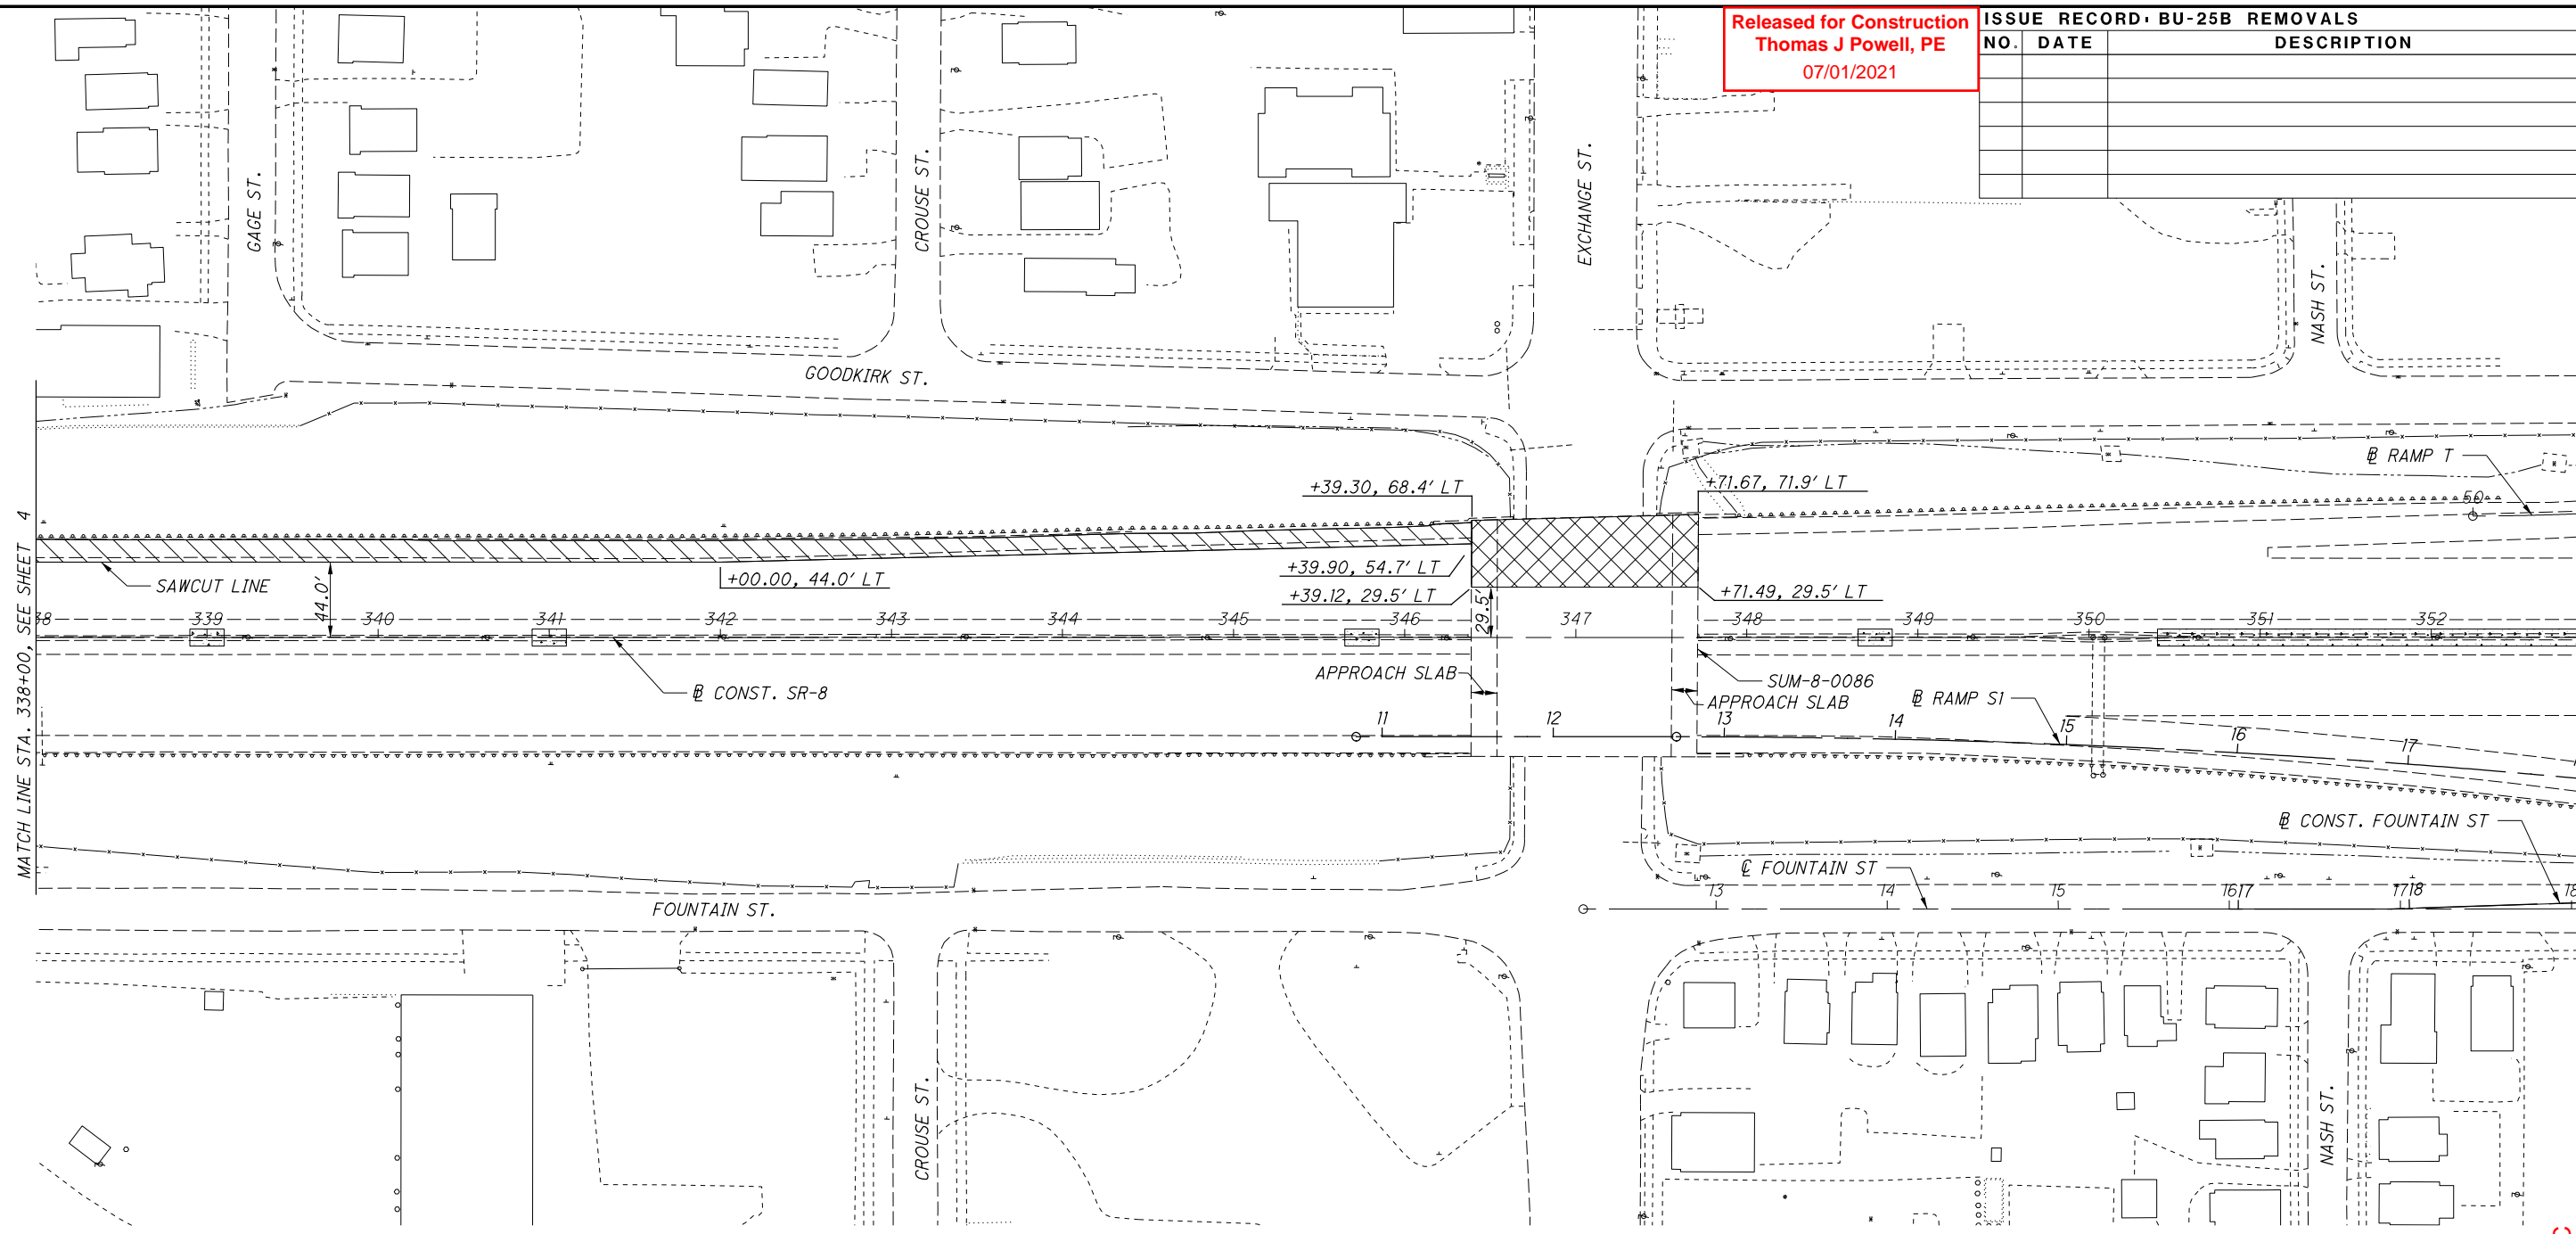 Released for Construction
Thomas J Powell, PE
07/01/2021
ISSUE RECORD: BU-25B REMOVALS
NO. DATE DESCRIPTION
GAGE ST.
CROUSE ST.
EXCHANGE ST.
NASH ST.
GOODKIRK ST.
MATCH LINE STA. 338+00, SEE SHEET 4
+39.30, 68.4' LT
+71.67, 71.9' LT
RAMP T
50
SAWCUT LINE
44.0'
+00.00, 44.0' LT
+39.90, 54.7' LT
+39.12, 29.5' LT
29.5'
+71.49, 29.5' LT
38 339 340 341 342 343 344 345 346 347 348 349 350 351 352
APPROACH SLAB
SUM-8-0086
APPROACH SLAB
CONST. SR-8
RAMP S1
11 12 13 14 15 16 17
CONST. FOUNTAIN ST
FOUNTAIN ST
13 14 15 16 17 17 18 18
FOUNTAIN ST.
CROUSE ST.
NASH ST.